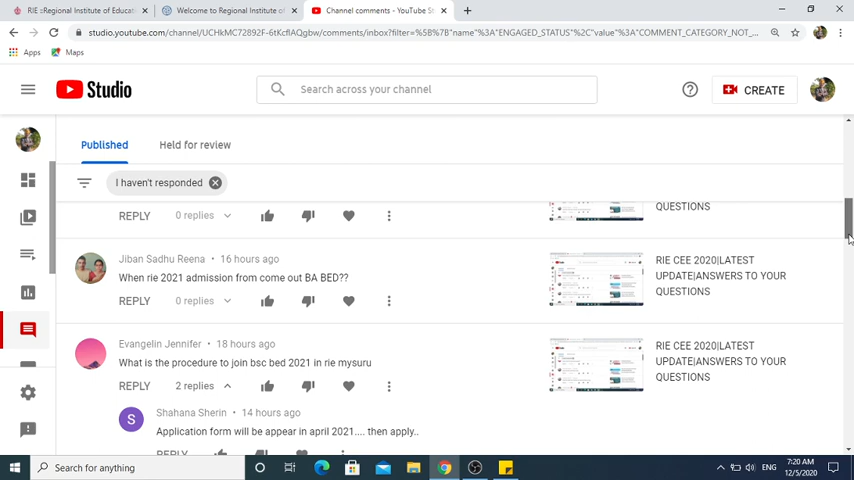 RIE ::Regional Institute of Educat
Welcome to Regional Institute of
Channel comments - YouTube St
studio.youtube.com/channel/UCHkMC72892F-6tKcflAQgbw/comments/inbox?filter=%5B%7B"name"%3A"ENGAGED_STATUS"%2C"value"%3A"COMMENT_CATEGORY_NOT_...
Apps Maps
Studio
Search across your channel
CREATE
Published Held for review
I haven't responded
QUESTIONS
REPLY 0 replies
Jiban Sadhu Reena • 16 hours ago
When rie 2021 admission from come out BA BED??
REPLY 0 replies
RIE CEE 2020|LATEST
UPDATE|ANSWERS TO YOUR
QUESTIONS
Evangelin Jennifer • 18 hours ago
What is the procedure to join bsc bed 2021 in rie mysuru
REPLY 2 replies
RIE CEE 2020|LATEST
UPDATE|ANSWERS TO YOUR
QUESTIONS
S
Shahana Sherin • 14 hours ago
Application form will be appear in april 2021.... then apply..
REPLY
Search for anything
ENG
7:20 AM
12/5/2020